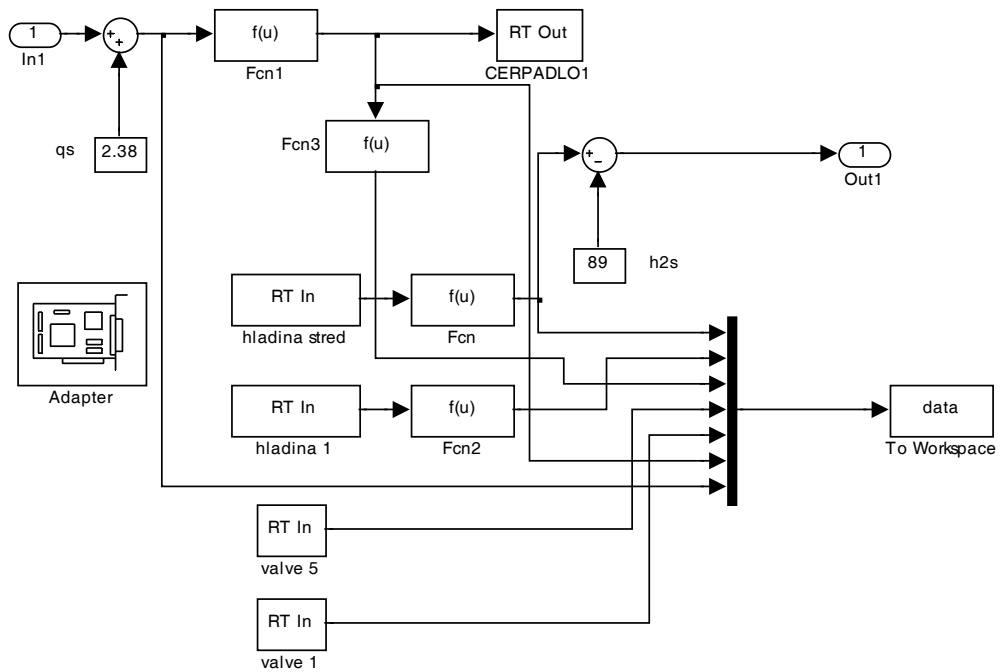 1
In1
+
+
f(u)
Fcn1
RT Out
CERPADLO1
qs
2.38
Fcn3
f(u)
+
−
1
Out1
89
h2s
RT In
hladina stred
f(u)
Fcn
Adapter
RT In
hladina 1
f(u)
Fcn2
data
To Workspace
RT In
valve 5
RT In
valve 1